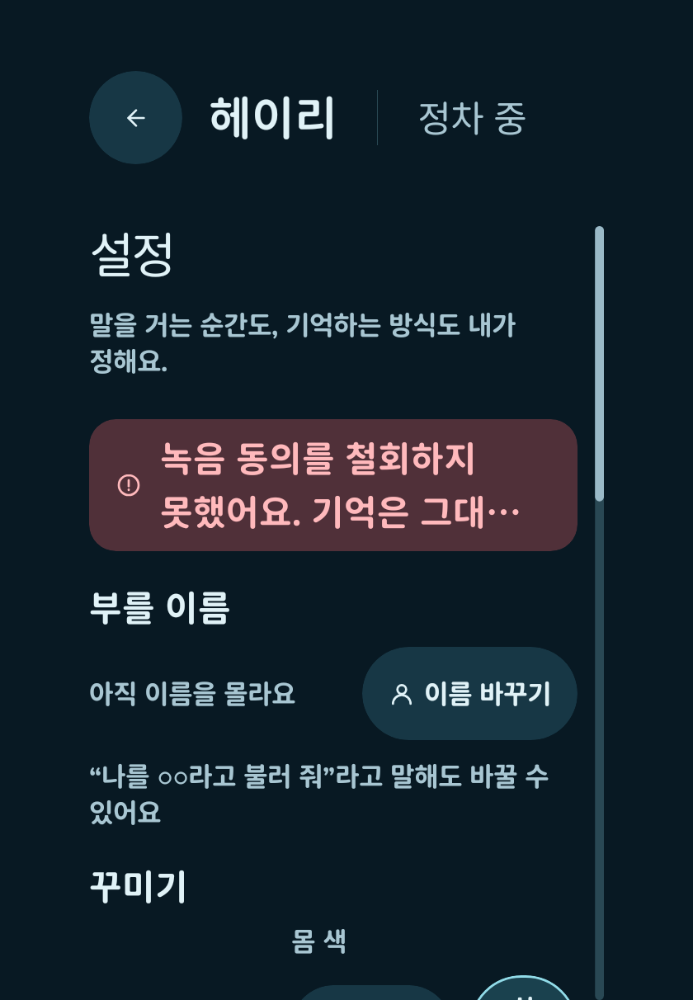 헤이리
정차 중
설정
말을 거는 순간도, 기억하는 방식도 내가
정해요.
녹음 동의를 철회하지
못했어요. 기억은 그대…
부를 이름
아직 이름을 몰라요
이름 바꾸기
“나를 ○○라고 불러 줘”라고 말해도 바꿀 수
있어요
꾸미기
몸 색